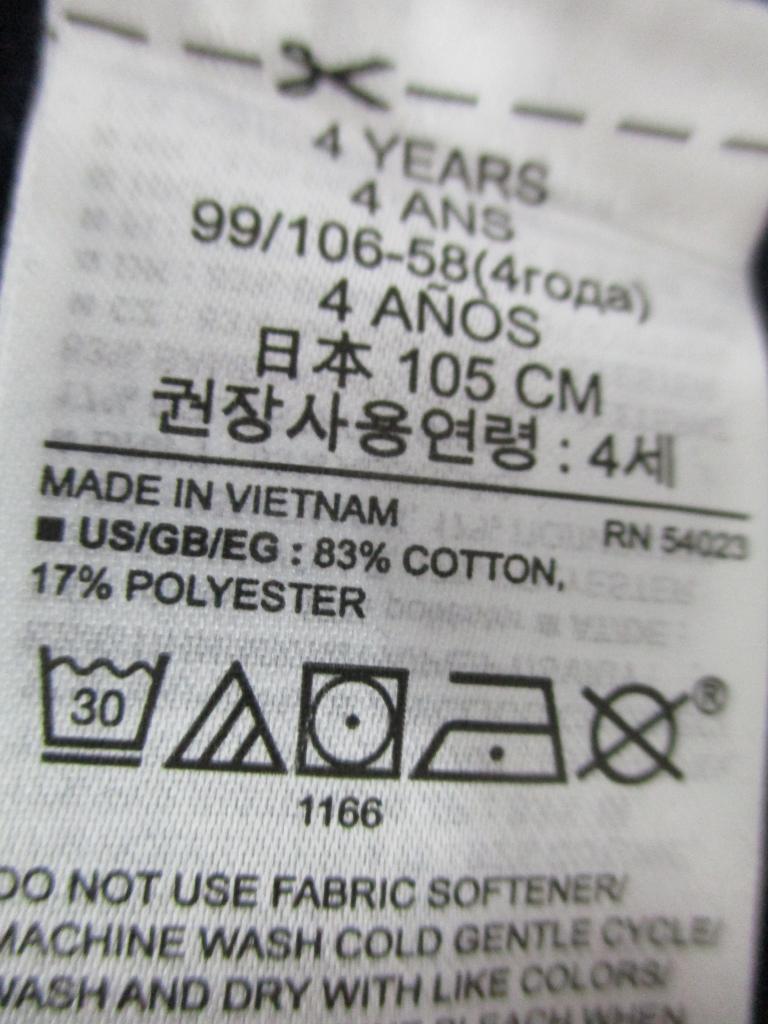 4 YEARS
4 ANS
99/106-58(4года)
4 AÑOS
日本 105 CM
권장사용연령 : 4세
MADE IN VIETNAM
RN 54023
■ US/GB/EG : 83% COTTON,
17% POLYESTER
30
®
1166
DO NOT USE FABRIC SOFTENER/
MACHINE WASH COLD GENTLE CYCLE/
WASH AND DRY WITH LIKE COLORS/
BLEACH WHEN